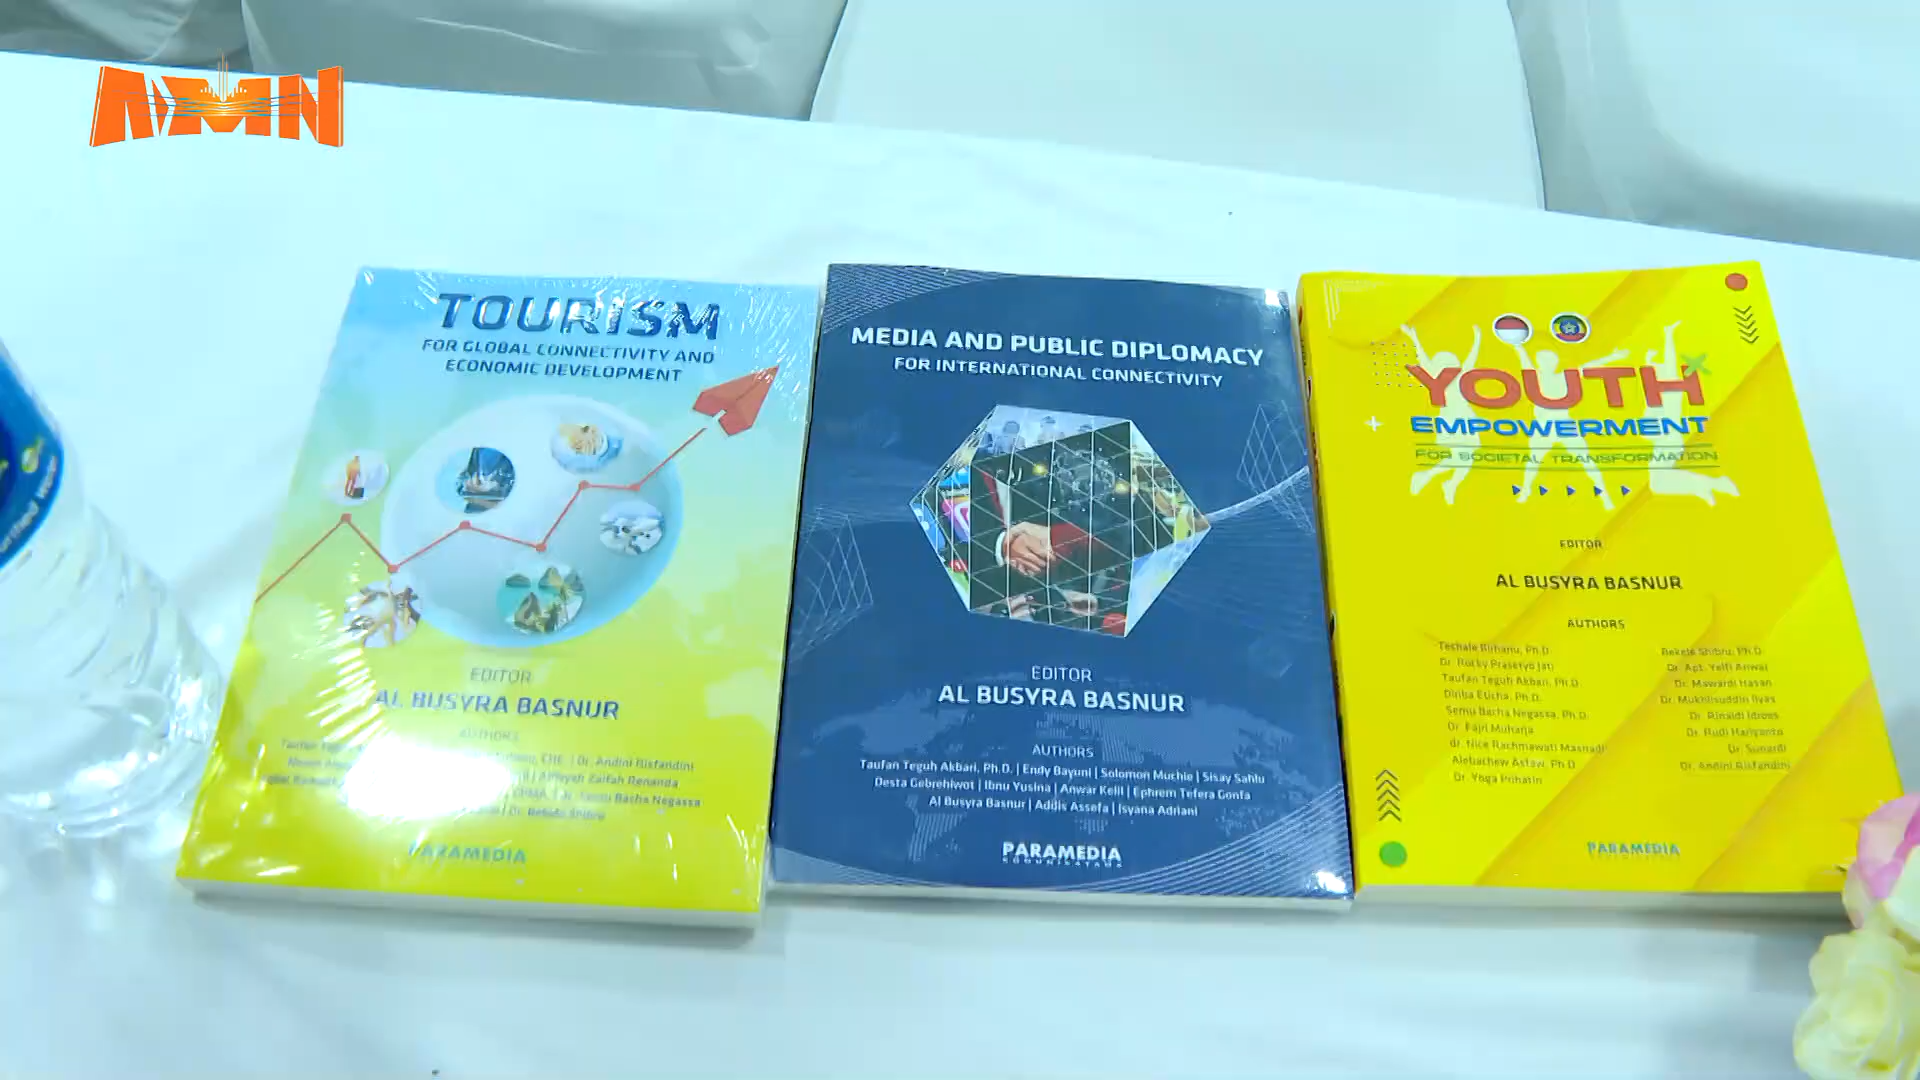 AMN
TOURISM
FOR GLOBAL CONNECTIVITY AND
ECONOMIC DEVELOPMENT
EDITOR
AL BUSYRA BASNUR
AUTHORS
Dr. Andini Risfandini
Aisiyah Zaifah Renanda
Bacha Negassa
PARAMEDIA
MEDIA AND PUBLIC DIPLOMACY
FOR INTERNATIONAL CONNECTIVITY
EDITOR
AL BUSYRA BASNUR
AUTHORS
Taufan Teguh Akbari, Ph.D. | Endy Bayuni | Solomon Muchie | Sisay Sahlu
Desta Gebrehiwot | Ibnu Yusina | Anwar Kelil | Ephrem Tefera Gonfa
Al Busyra Basnur | Addis Assefa | Isyana Adriani
PARAMEDIA
KOMUNIKATAMA
YOUTH
EMPOWERMENT
FOR SOCIETAL TRANSFORMATION
EDITOR
AL BUSYRA BASNUR
AUTHORS
Techale Birhanu, Ph.D.
Dr. Rocky Prasetyo Jati
Taufan Teguh Akbari, Ph.D
Diriba Eticha, Ph.D.
Semu Bacha Negassa, Ph.D.
Dr. Fajri Muharja
dr. Nice Rachmawati Masnadi
Alebachew Asfaw, Ph.D
Dr. Yoga Prihatin
Bekele Shibru, Ph.D.
Dr. Apt. Yelfi Anwar
Dr. Mawardi Hasan
Dr. Mukhlisuddin Ilyas
Dr. Rinaldi Idroes
Dr. Rudi Hariyanto
Dr. Sunardi
Dr. Andini Risfandini
PARAMEDIA